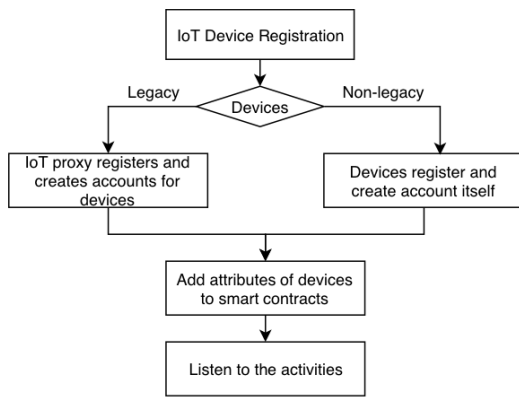 IoT Device Registration
Legacy
Devices
Non-legacy
IoT proxy registers and
creates accounts for
devices
Devices register and
create account itself
Add attributes of devices
to smart contracts
Listen to the activities